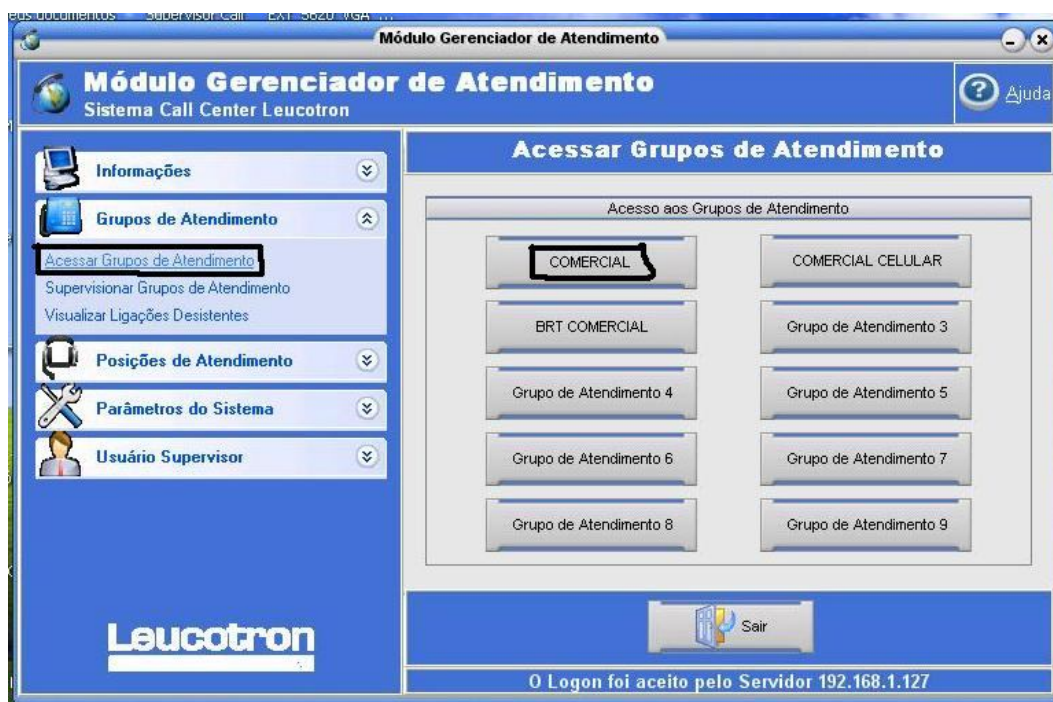 Módulo Gerenciador de Atendimento
Módulo Gerenciador de Atendimento
Sistema Call Center Leucotron
Ajuda
Informações
Grupos de Atendimento
Acessar Grupos de Atendimento
Supervisionar Grupos de Atendimento
Visualizar Ligações Desistentes
Posições de Atendimento
Parâmetros do Sistema
Usuário Supervisor
Leucotron
Acessar Grupos de Atendimento
Acesso aos Grupos de Atendimento
COMERCIAL
COMERCIAL CELULAR
BRT COMERCIAL
Grupo de Atendimento 3
Grupo de Atendimento 4
Grupo de Atendimento 5
Grupo de Atendimento 6
Grupo de Atendimento 7
Grupo de Atendimento 8
Grupo de Atendimento 9
Sair
O Logon foi aceito pelo Servidor 192.168.1.127